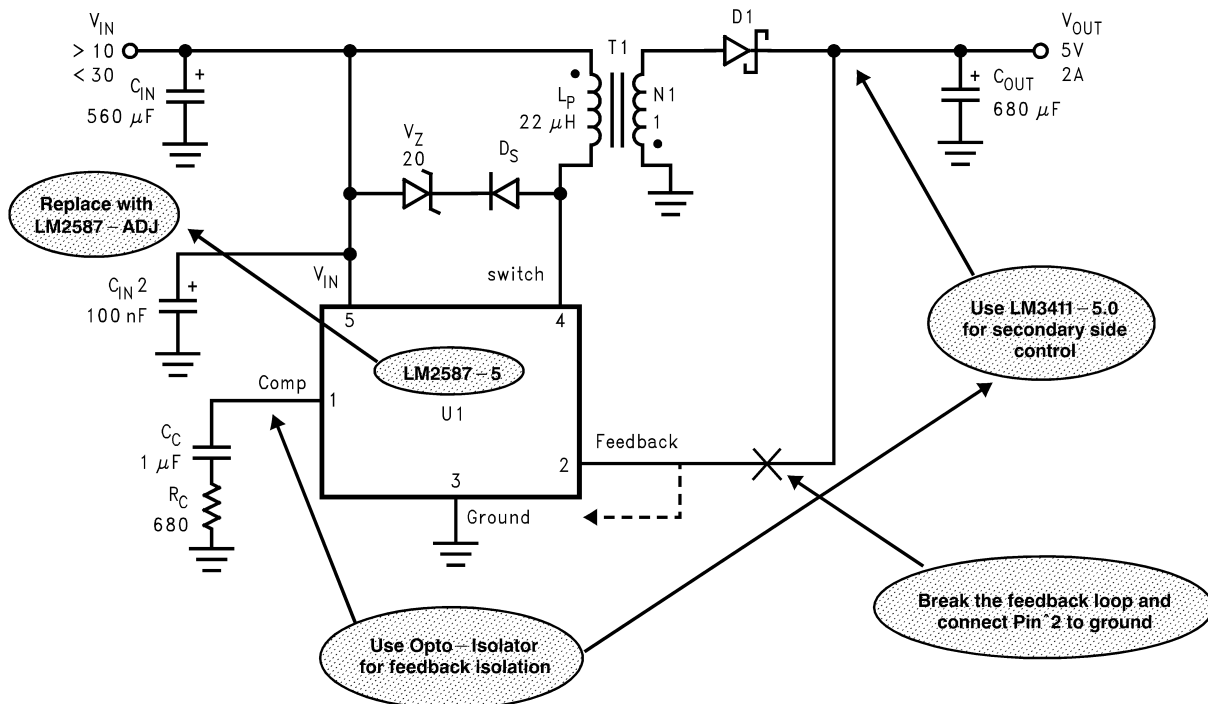 V_IN
> 10
< 30
C_IN
560 µF
+
T1
L_P
22 µH
N1
1
D1
V_OUT
5V
2A
C_OUT
680 µF
+
V_Z
20
D_S
Replace with
LM2587-ADJ
C_IN 2
100 nF
+
V_IN
switch
5
4
Use LM3411-5.0
for secondary side
control
LM2587-5
U1
Comp
1
C_C
1 µF
R_C
680
Feedback
2
3
Ground
Break the feedback loop and
connect Pin^2 to ground
Use Opto-Isolator
for feedback isolation